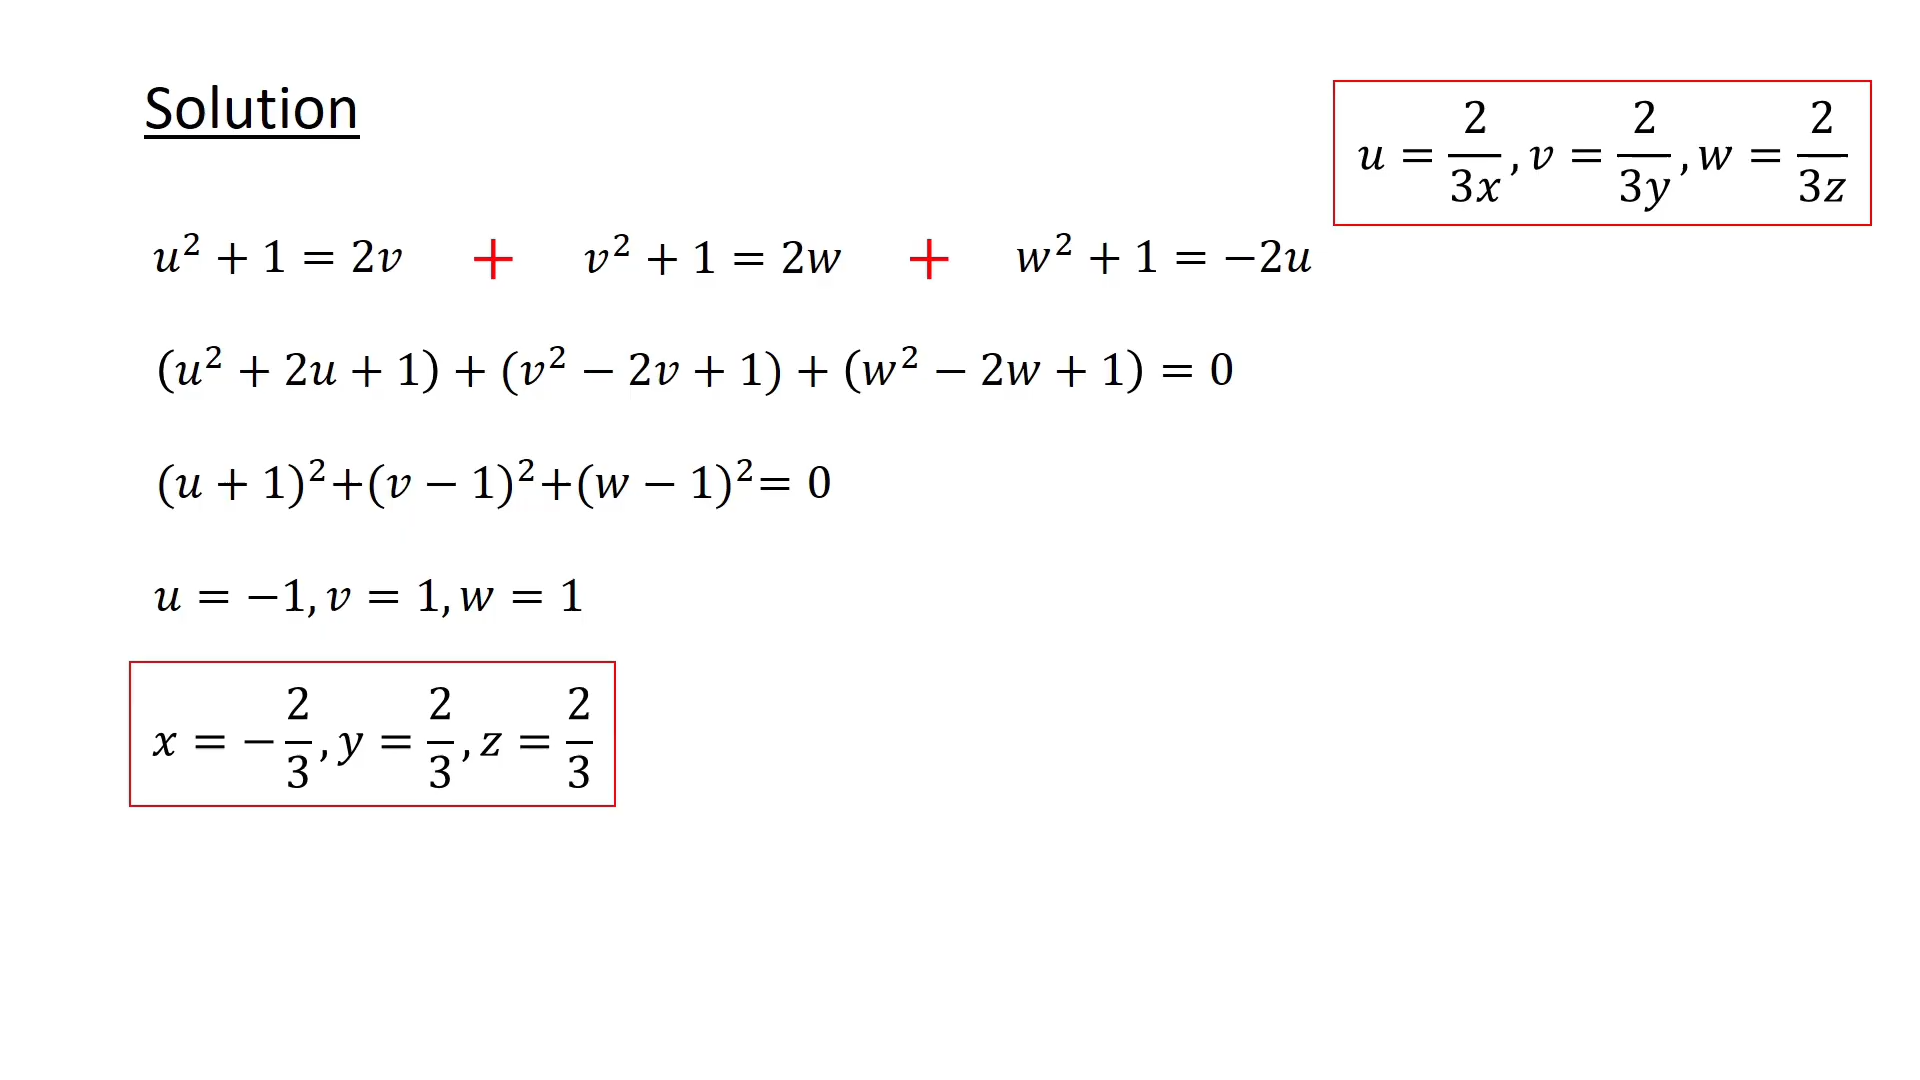 Solution
u = 2/3x, v = 2/3y, w = 2/3z
u² + 1 = 2v + v² + 1 = 2w + w² + 1 = −2u
(u² + 2u + 1) + (v² − 2v + 1) + (w² − 2w + 1) = 0
(u + 1)²+(v − 1)²+(w − 1)²= 0
u = −1, v = 1, w = 1
x = −2/3, y = 2/3, z = 2/3